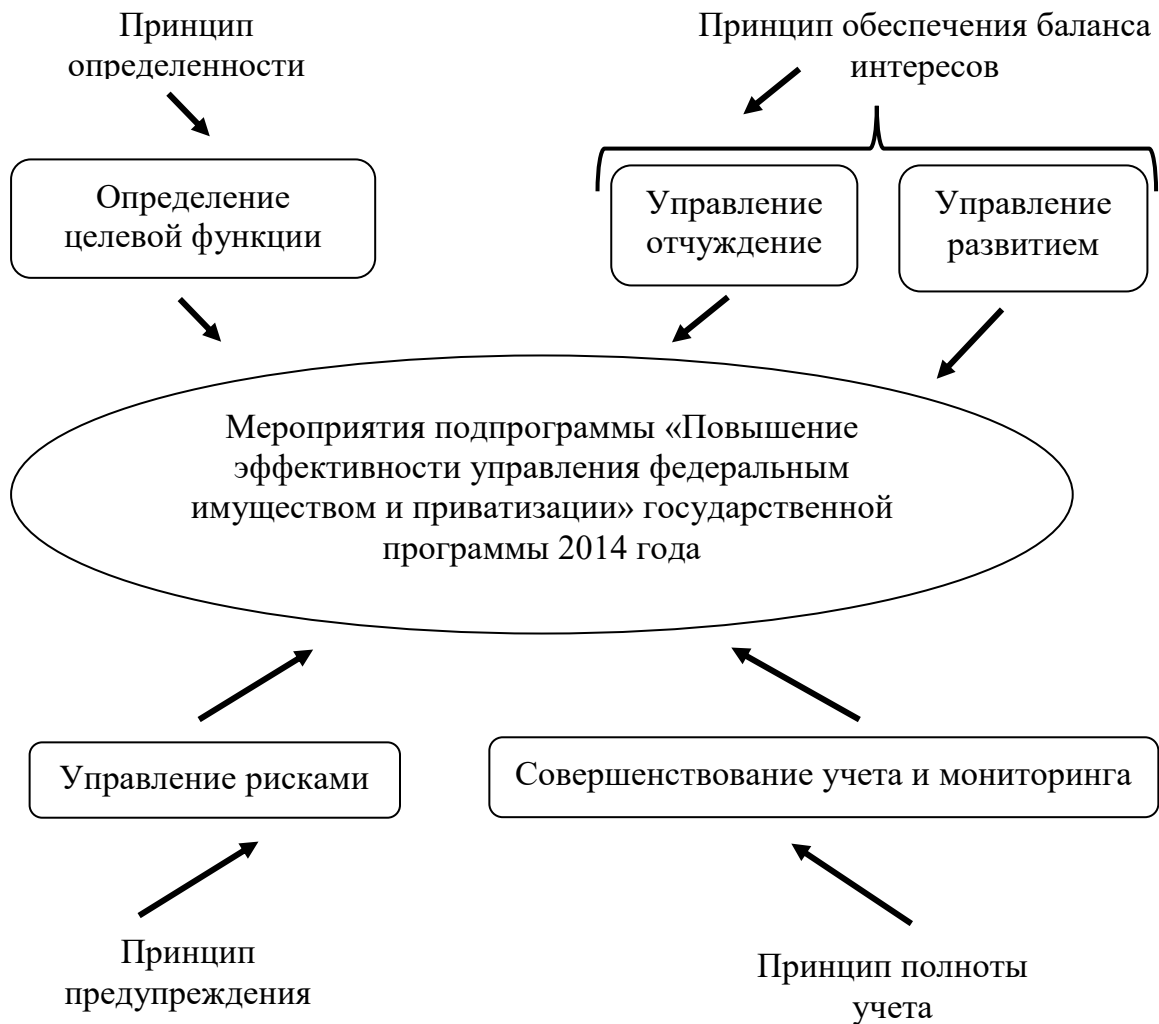 Принцип
определенности
Принцип обеспечения баланса
интересов
Определение
целевой функции
Управление
отчуждение
Управление
развитием
Мероприятия подпрограммы «Повышение
эффективности управления федеральным
имуществом и приватизации» государственной
программы 2014 года
Управление рисками
Совершенствование учета и мониторинга
Принцип
предупреждения
Принцип полноты
учета